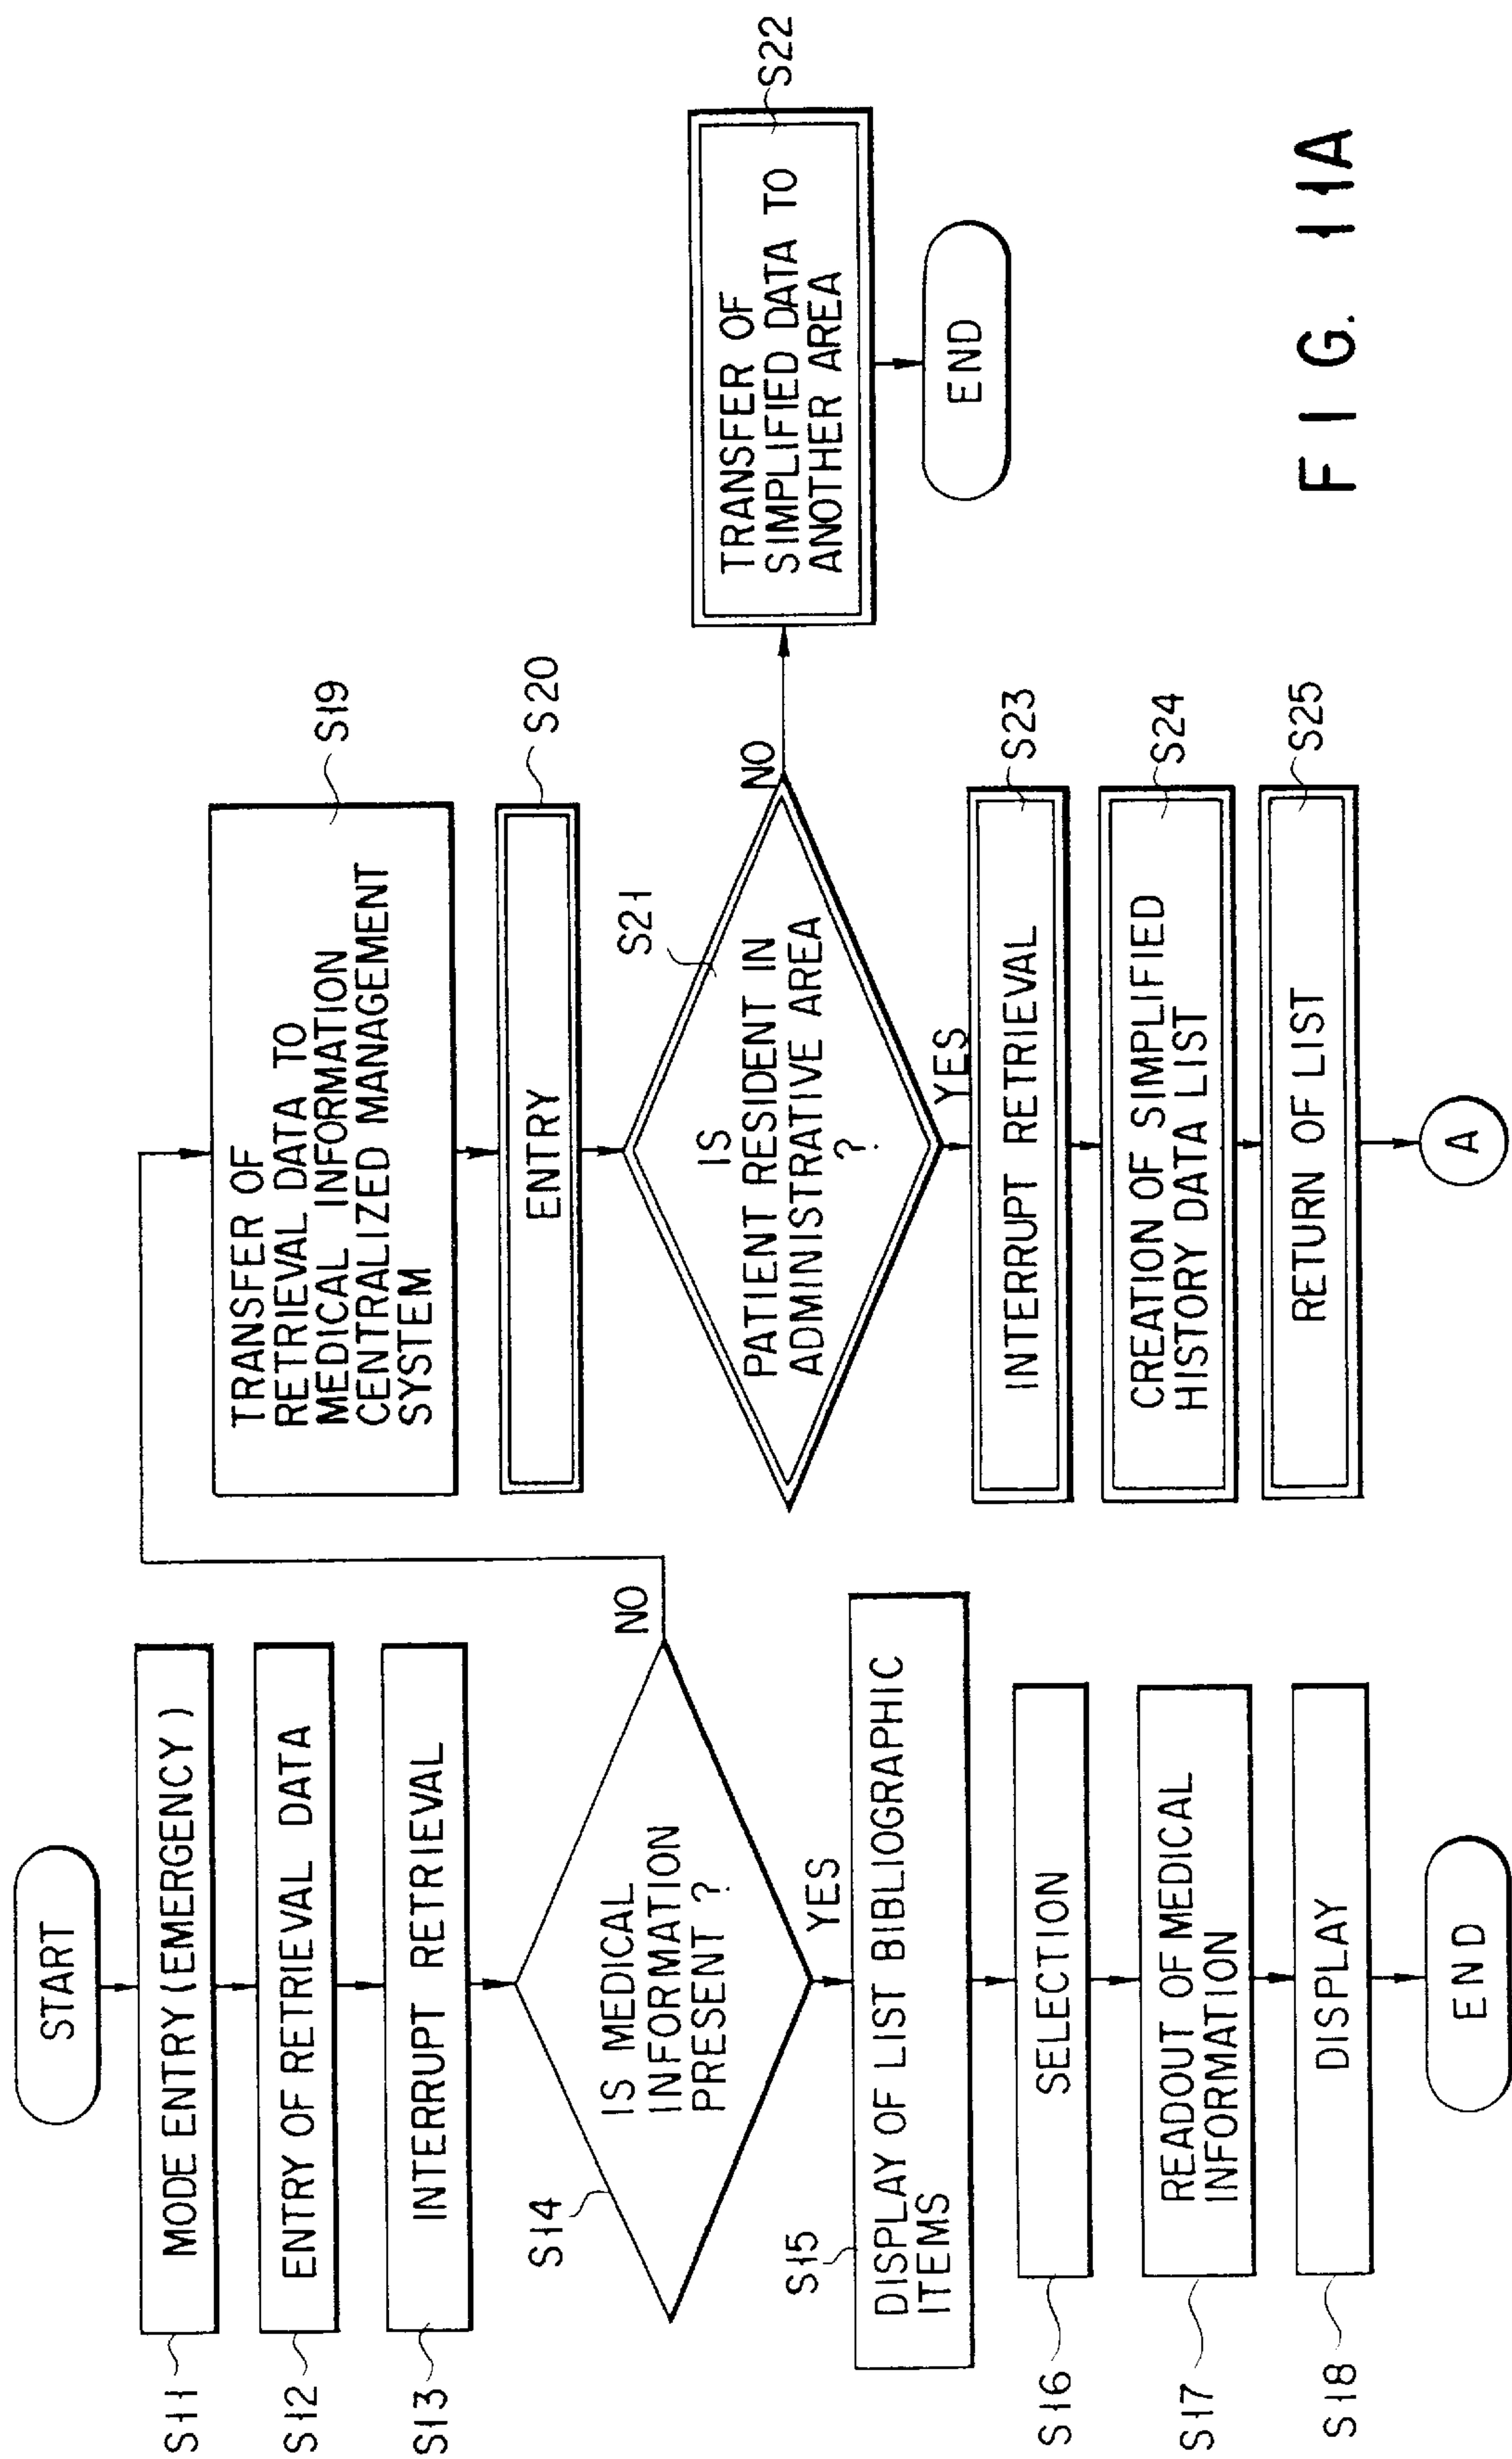 START
S11
MODE ENTRY (EMERGENCY)
S12
ENTRY OF RETRIEVAL DATA
S13
INTERRUPT RETRIEVAL
S14
IS MEDICAL
INFORMATION
PRESENT ?
NO
YES
S15
DISPLAY OF LIST BIBLIOGRAPHIC
ITEMS
S16
SELECTION
S17
READOUT OF MEDICAL
INFORMATION
S18
DISPLAY
END
S19
TRANSFER OF
RETRIEVAL DATA TO
MEDICAL INFORMATION
CENTRALIZED MANAGEMENT
SYSTEM
S20
ENTRY
S21
IS
PATIENT RESIDENT IN
ADMINISTRATIVE AREA
?
NO
YES
S22
TRANSFER OF
SIMPLIFIED DATA TO
ANOTHER AREA
END
S23
INTERRUPT RETRIEVAL
S24
CREATION OF SIMPLIFIED
HISTORY DATA LIST
S25
RETURN OF LIST
A
FIG. 11A